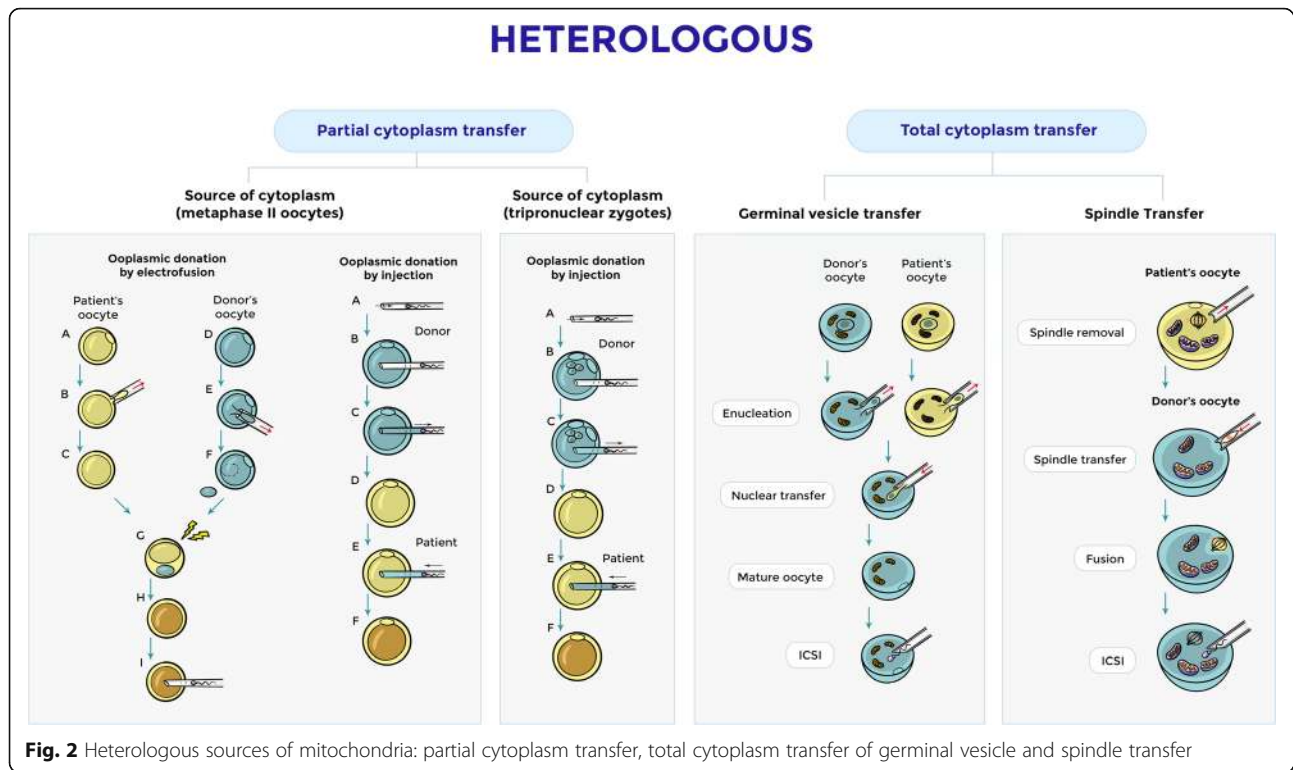 HETEROLOGOUS
Partial cytoplasm transfer
Total cytoplasm transfer
Source of cytoplasm
(metaphase II oocytes)
Source of cytoplasm
(tripronuclear zygotes)
Germinal vesicle transfer
Spindle Transfer
Ooplasmic donation
by electrofusion
Patient's
oocyte
Donor's
oocyte
A
D
B
E
C
F
G
H
I
Ooplasmic donation
by injection
A
Donor
B
C
D
E
Patient
F
Ooplasmic donation
by injection
A
Donor
B
C
D
E
Patient
F
Donor's
oocyte
Patient's
oocyte
Enucleation
Nuclear transfer
Mature oocyte
ICSI
Patient's oocyte
Spindle removal
Donor's oocyte
Spindle transfer
Fusion
ICSI
Fig. 2 Heterologous sources of mitochondria: partial cytoplasm transfer, total cytoplasm transfer of germinal vesicle and spindle transfer